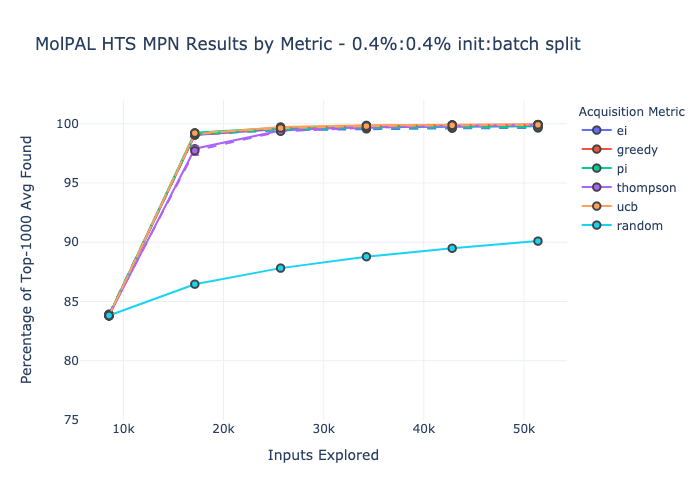 MolPAL HTS MPN Results by Metric - 0.4%:0.4% init:batch split
Acquisition Metric
ei
greedy
pi
thompson
ucb
random
Percentage of Top-1000 Avg Found
100
95
90
85
80
75
10k
20k
30k
40k
50k
Inputs Explored